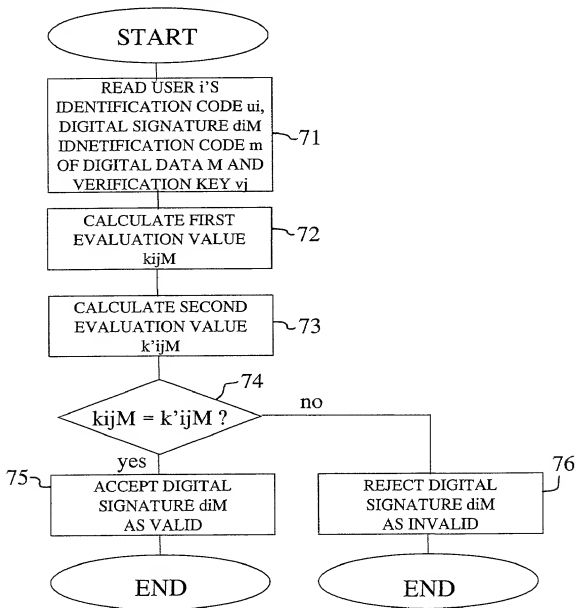 START
READ USER i'S
IDENTIFICATION CODE ui,
DIGITAL SIGNATURE diM
IDNETIFICATION CODE m
OF DIGITAL DATA M AND
VERIFICATION KEY vj
71
CALCULATE FIRST
EVALUATION VALUE
kijM
72
CALCULATE SECOND
EVALUATION VALUE
k'ijM
73
74
kijM = k'ijM ?
no
yes
75
ACCEPT DIGITAL
SIGNATURE diM
AS VALID
76
REJECT DIGITAL
SIGNATURE diM
AS INVALID
END
END